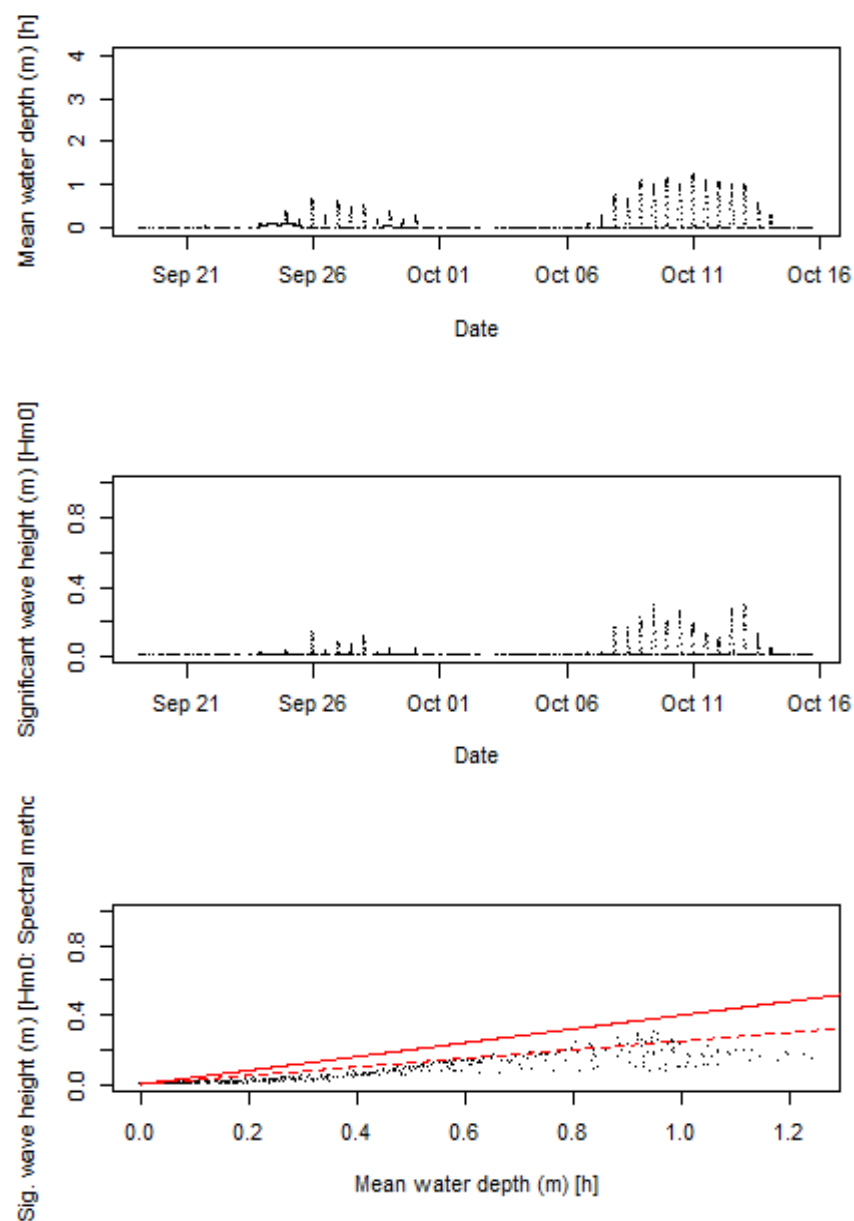 Mean water depth (m) [h]
4
3
2
1
0
Sep 21 Sep 26 Oct 01 Oct 06 Oct 11 Oct 16
Date
Significant wave height (m) [Hm0]
0.8
0.4
0.0
Sep 21 Sep 26 Oct 01 Oct 06 Oct 11 Oct 16
Date
Sig. wave height (m) [Hm0: Spectral methc
0.8
0.4
0.0
0.0 0.2 0.4 0.6 0.8 1.0 1.2
Mean water depth (m) [h]